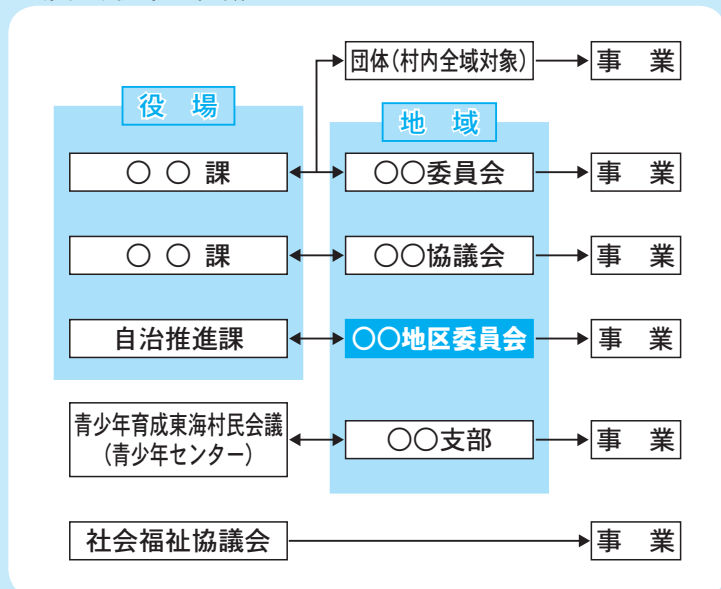 団体(村内全域対象)
事 業
役 場
地 域
○ ○ 課
○○委員会
事 業
○ ○ 課
○○協議会
事 業
自治推進課
○○地区委員会
事 業
青少年育成東海村民会議
(青少年センター)
○○支部
事 業
社会福祉協議会
事 業